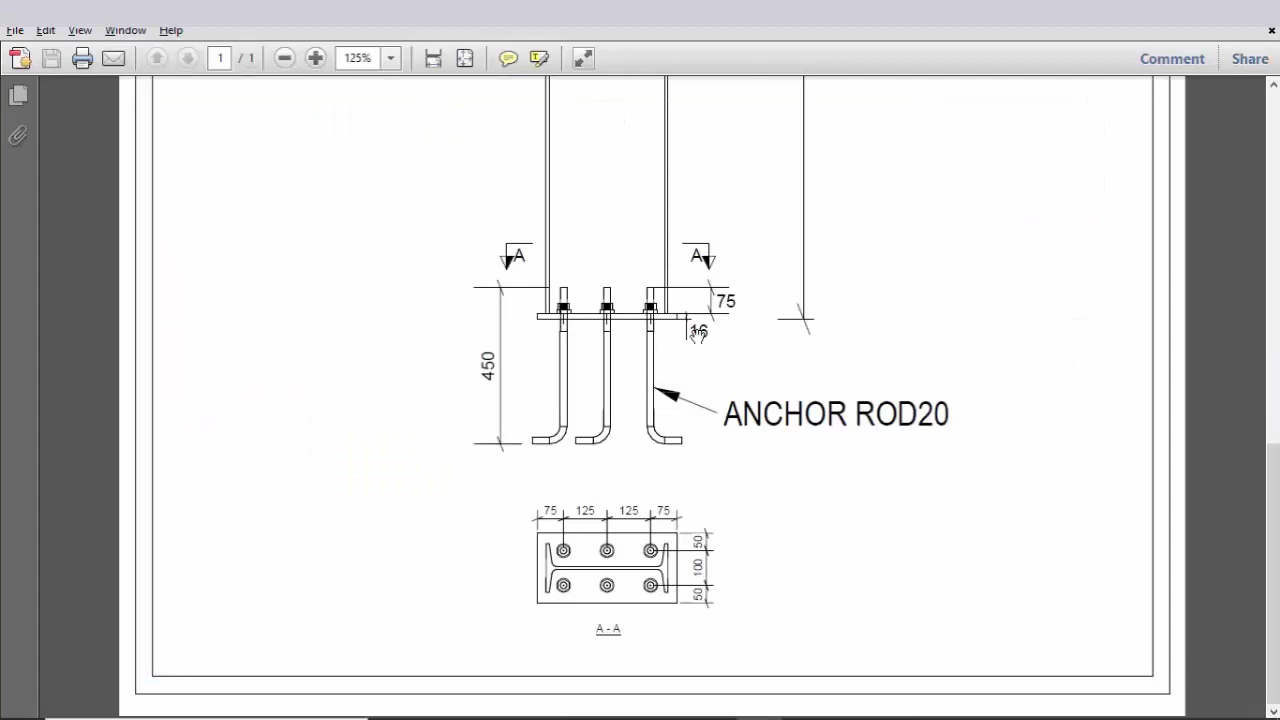 File Edit View Window Help
1 / 1 125% Comment Share
A A
75
16
450
ANCHOR ROD20
75 125 125 75
50
100
50
A - A